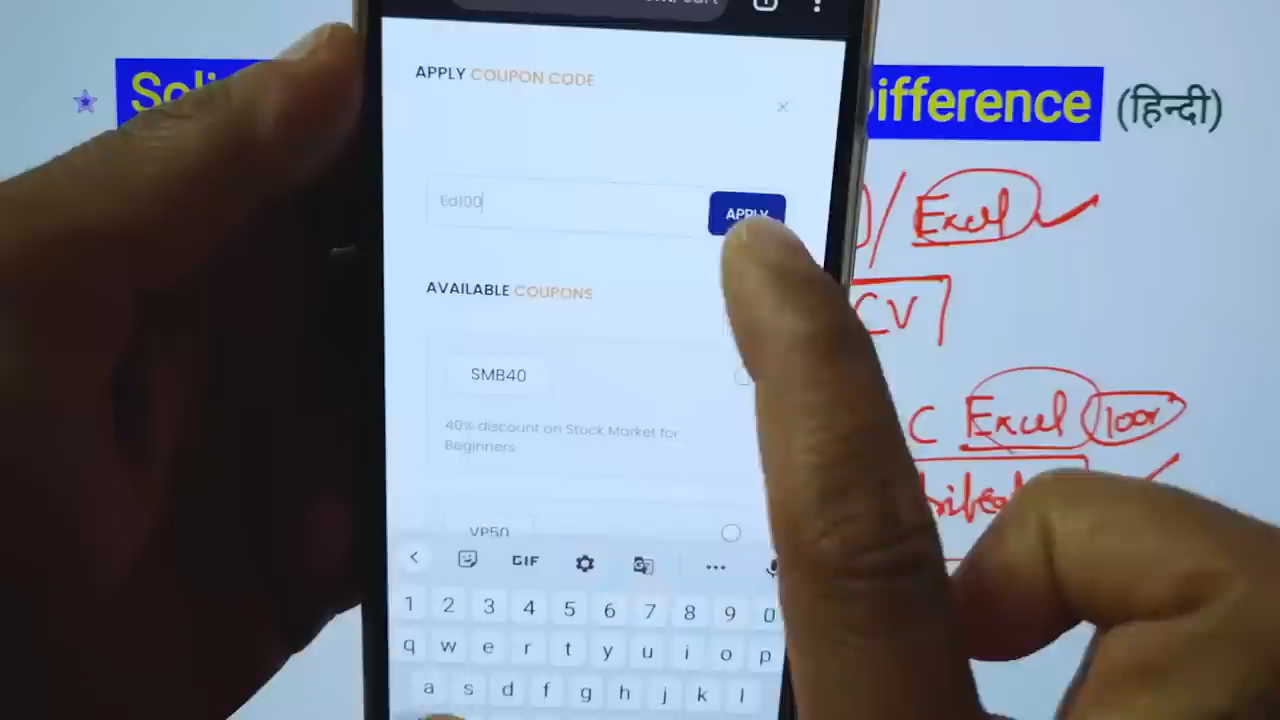 APPLY COUPON CODE
×
Difference (हिन्दी)
Ed100
APPLY
Excel
CV
AVAILABLE COUPONS
SMB40
40% discount on Stock Market for
Beginners
C Excel 100%
VP50
GIF
1 2 3 4 5 6 7 8 9 0
q w e r t y u i o p
a s d f g h j k l